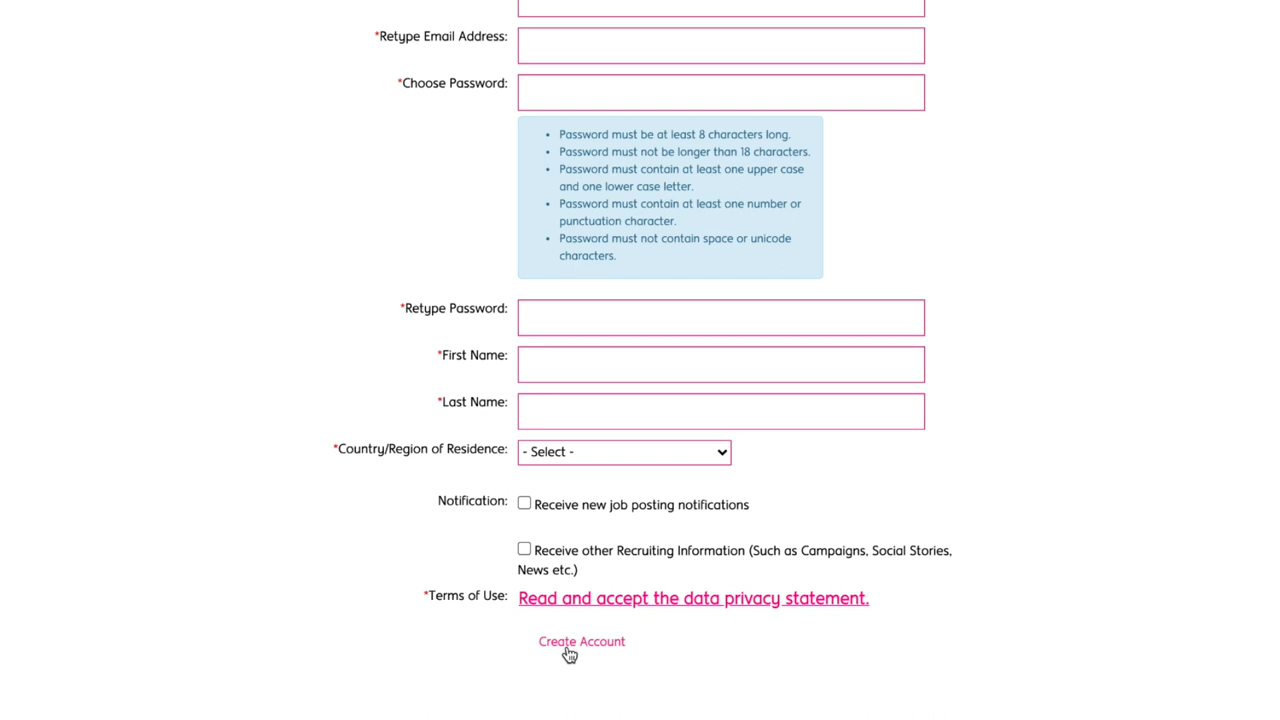 *Retype Email Address:
*Choose Password:
• Password must be at least 8 characters long.
• Password must not be longer than 18 characters.
• Password must contain at least one upper case
and one lower case letter.
• Password must contain at least one number or
punctuation character.
• Password must not contain space or unicode
characters.
*Retype Password:
*First Name:
*Last Name:
*Country/Region of Residence: - Select -
Notification: Receive new job posting notifications
Receive other Recruiting Information (Such as Campaigns, Social Stories,
News etc.)
*Terms of Use: Read and accept the data privacy statement.
Create Account